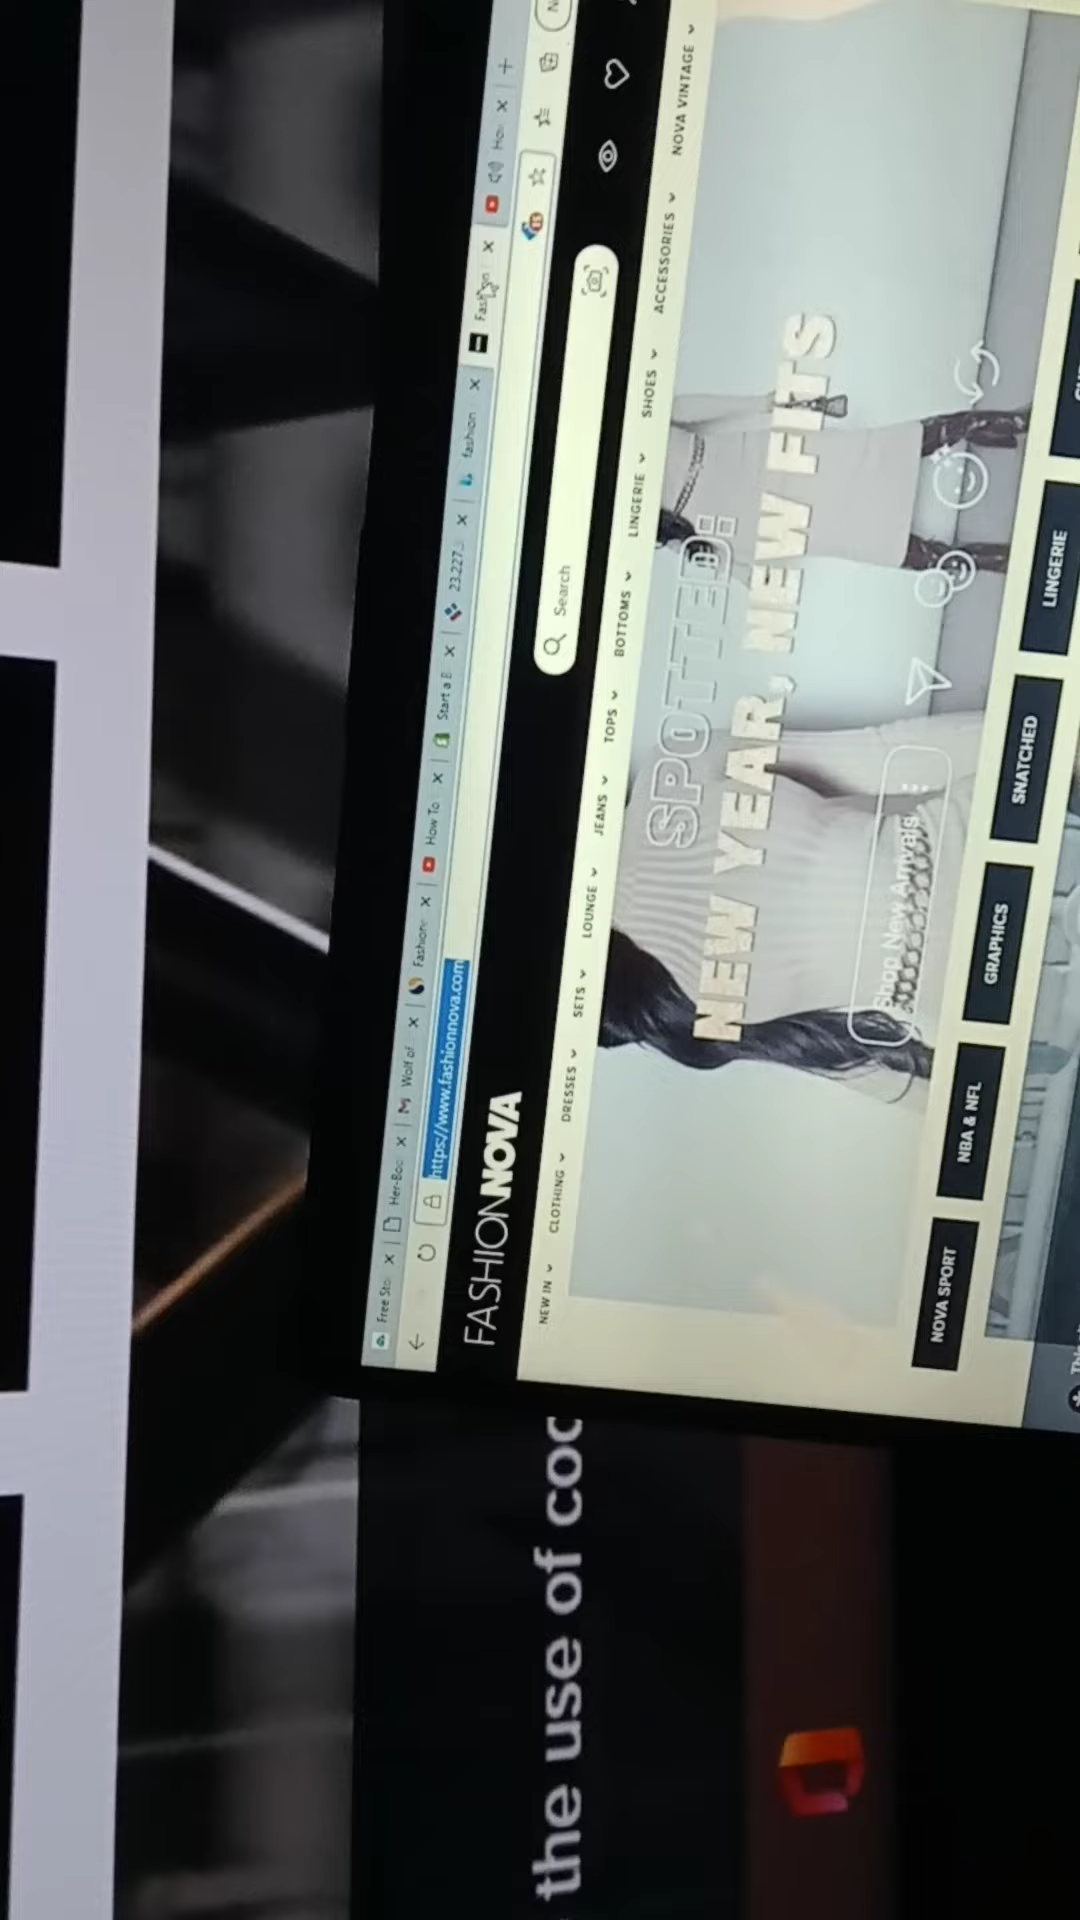 Free Sto
Her-Boo
Wolf of
Fashion
How To
Start a B
23.227.
fashion
Fashion
How
https://www.fashionnova.com
FASHIONNOVA
Search
NEW IN
CLOTHING
DRESSES
SETS
LOUNGE
JEANS
TOPS
BOTTOMS
LINGERIE
SHOES
ACCESSORIES
NOVA VINTAGE
SPOTTED:
NEW YEAR, NEW FITS
Shop New Arrivals
NOVA SPORT
NBA & NFL
GRAPHICS
SNATCHED
LINGERIE
the use of coc